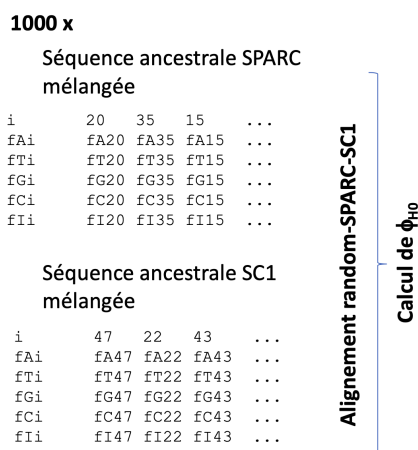 1000 x
Séquence ancestrale SPARC
mélangée
i 20 35 15 ...
fAi fA20 fA35 fA15 ...
fTi fT20 fT35 fT15 ...
fGi fG20 fG35 fG15 ...
fCi fC20 fC35 fC15 ...
fIi fI20 fI35 fI15 ...
Séquence ancestrale SC1
mélangée
i 47 22 43 ...
fAi fA47 fA22 fA43 ...
fTi fT47 fT22 fT43 ...
fGi fG47 fG22 fG43 ...
fCi fC47 fC22 fC43 ...
fIi fI47 fI22 fI43 ...
Alignement random-SPARC-SC1
Calcul de ϕH0